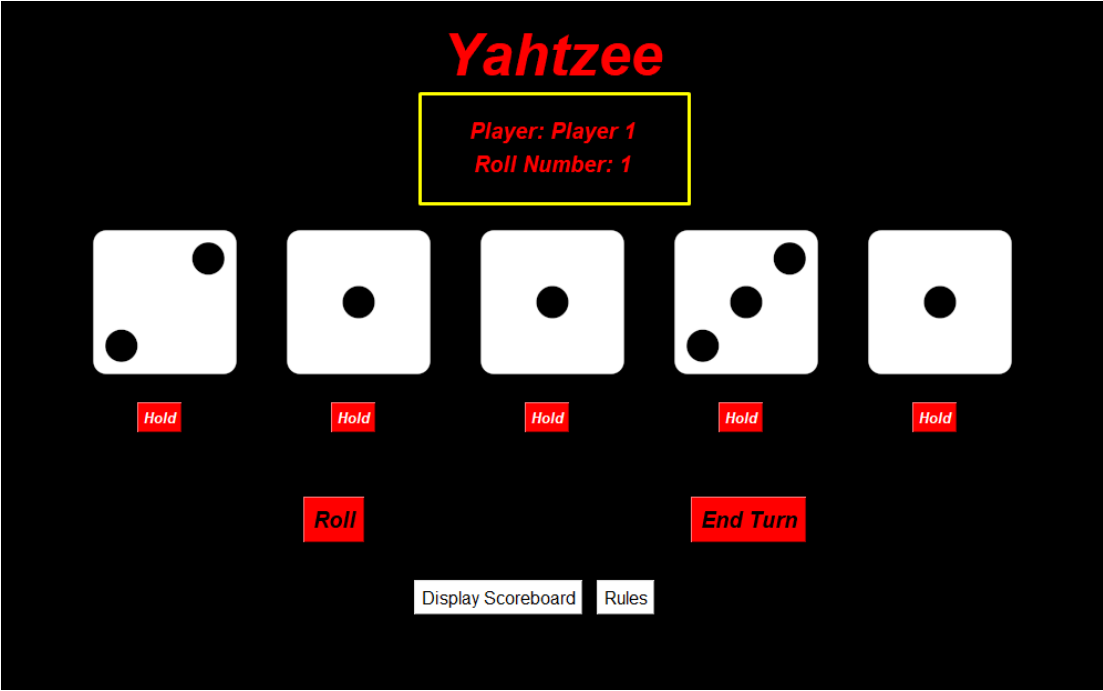 Yahtzee
Player: Player 1
Roll Number: 1
Hold Hold Hold Hold Hold
Roll End Turn
Display Scoreboard Rules